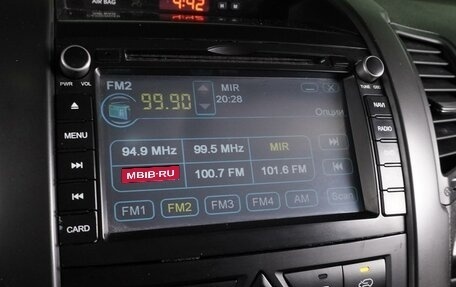 AIR BAG 4:42
PWR VOL
TUNE
FM2
99.90
MIR
20:28
Опции
MENU
CARD
NAVI
RADIO
94.9 MHz 99.5 MHz MIR
MBIB·RU 100.7 FM 101.6 FM
FM1 FM2 FM3 FM4 AM Scan